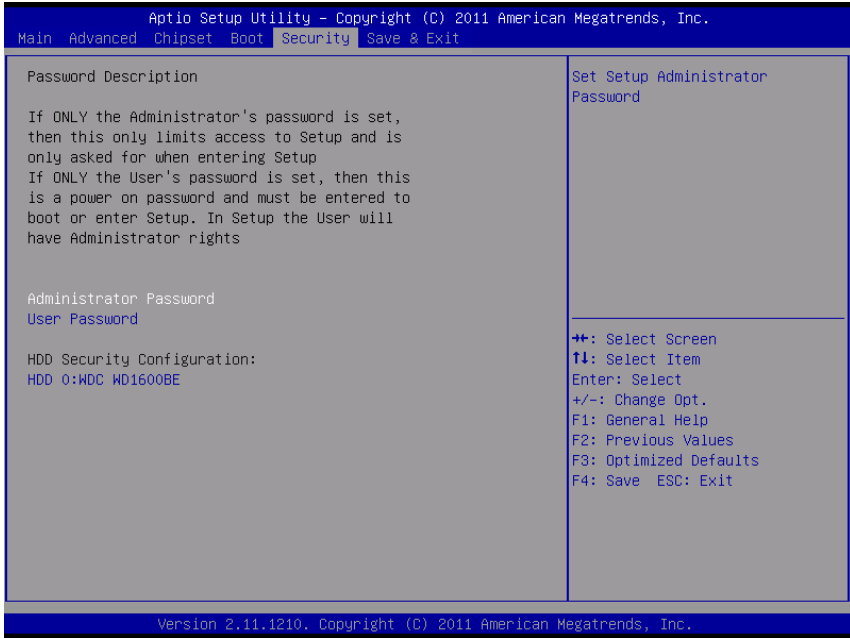 Aptio Setup Utility – Copyright (C) 2011 American Megatrends, Inc.
Main Advanced Chipset Boot Security Save & Exit
Password Description
If ONLY the Administrator's password is set,
then this only limits access to Setup and is
only asked for when entering Setup
If ONLY the User's password is set, then this
is a power on password and must be entered to
boot or enter Setup. In Setup the User will
have Administrator rights
Administrator Password
User Password
HDD Security Configuration:
HDD 0:WDC WD1600BE
Set Setup Administrator
Password
→←: Select Screen
↑↓: Select Item
Enter: Select
+/-: Change Opt.
F1: General Help
F2: Previous Values
F3: Optimized Defaults
F4: Save ESC: Exit
Version 2.11.1210. Copyright (C) 2011 American Megatrends, Inc.